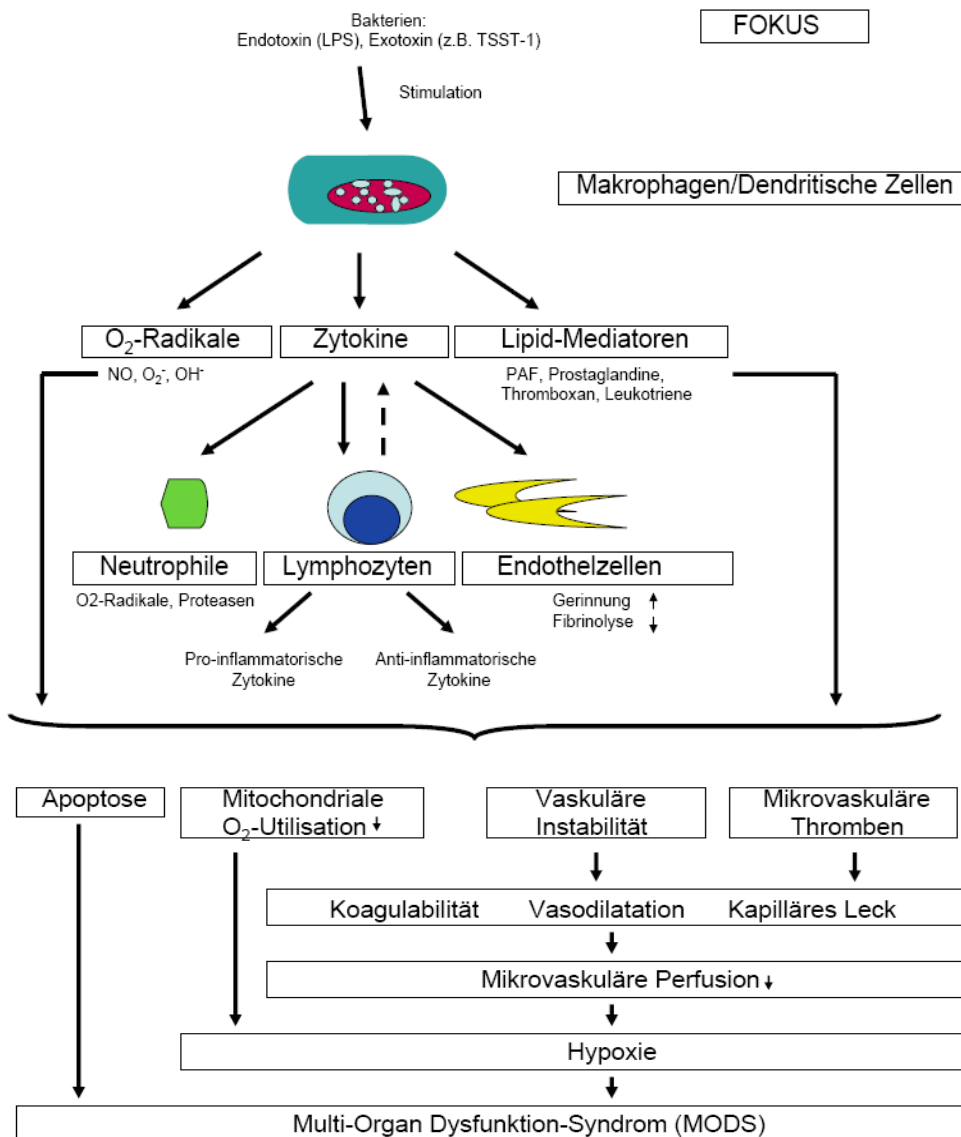 Bakterien:
Endotoxin (LPS), Exotoxin (z.B. TSST-1)
FOKUS
Stimulation
Makrophagen/Dendritische Zellen
O₂-Radikale
Zytokine
Lipid-Mediatoren
NO, O₂⁻, OH⁻
PAF, Prostaglandine,
Thromboxan, Leukotriene
Neutrophile
Lymphozyten
Endothelzellen
O2-Radikale, Proteasen
Gerinnung ↑
Fibrinolyse ↓
Pro-inflammatorische
Zytokine
Anti-inflammatorische
Zytokine
Apoptose
Mitochondriale
O₂-Utilisation ↓
Vaskuläre
Instabilität
Mikrovaskuläre
Thromben
Koagulabilität Vasodilatation Kapilläres Leck
Mikrovaskuläre Perfusion ↓
Hypoxie
Multi-Organ Dysfunktion-Syndrom (MODS)